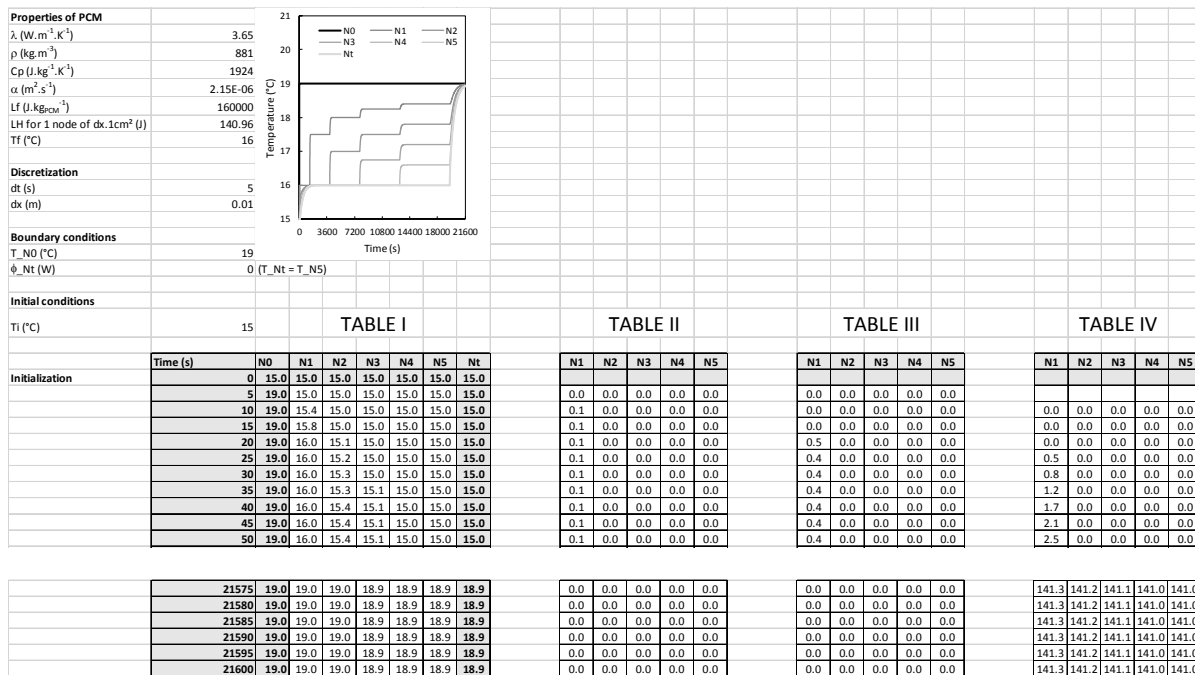 Properties of PCM
λ (W.m⁻¹.K⁻¹) 3.65
ρ (kg.m⁻³) 881
Cp (J.kg⁻¹.K⁻¹) 1924
α (m².s⁻¹) 2.15E-06
Lf (J.kgPCM⁻¹) 160000
LH for 1 node of dx.1cm² (J) 140.96
Tf (°C) 16
Discretization
dt (s) 5
dx (m) 0.01
Boundary conditions
T_N0 (°C) 19
ϕ_Nt (W) 0 (T_Nt = T_N5)
Initial conditions
Ti (°C) 15
21
20
19
18
17
16
15
Temperature (°C)
N0 N1 N2
N3 N4 N5
Nt
0 3600 7200 10800 14400 18000 21600
Time (s)
TABLE I TABLE II TABLE III TABLE IV
Time (s) N0 N1 N2 N3 N4 N5 Nt N1 N2 N3 N4 N5 N1 N2 N3 N4 N5 N1 N2 N3 N4 N5
Initialization 0 15.0 15.0 15.0 15.0 15.0 15.0 15.0
5 19.0 15.0 15.0 15.0 15.0 15.0 15.0 0.0 0.0 0.0 0.0 0.0 0.0 0.0 0.0 0.0 0.0
10 19.0 15.4 15.0 15.0 15.0 15.0 15.0 0.1 0.0 0.0 0.0 0.0 0.0 0.0 0.0 0.0 0.0 0.0 0.0 0.0 0.0 0.0
15 19.0 15.8 15.0 15.0 15.0 15.0 15.0 0.1 0.0 0.0 0.0 0.0 0.0 0.0 0.0 0.0 0.0 0.0 0.0 0.0 0.0 0.0
20 19.0 16.0 15.1 15.0 15.0 15.0 15.0 0.1 0.0 0.0 0.0 0.0 0.5 0.0 0.0 0.0 0.0 0.0 0.0 0.0 0.0 0.0
25 19.0 16.0 15.2 15.0 15.0 15.0 15.0 0.1 0.0 0.0 0.0 0.0 0.4 0.0 0.0 0.0 0.0 0.5 0.0 0.0 0.0 0.0
30 19.0 16.0 15.3 15.0 15.0 15.0 15.0 0.1 0.0 0.0 0.0 0.0 0.4 0.0 0.0 0.0 0.0 0.8 0.0 0.0 0.0 0.0
35 19.0 16.0 15.3 15.1 15.0 15.0 15.0 0.1 0.0 0.0 0.0 0.0 0.4 0.0 0.0 0.0 0.0 1.2 0.0 0.0 0.0 0.0
40 19.0 16.0 15.4 15.1 15.0 15.0 15.0 0.1 0.0 0.0 0.0 0.0 0.4 0.0 0.0 0.0 0.0 1.7 0.0 0.0 0.0 0.0
45 19.0 16.0 15.4 15.1 15.0 15.0 15.0 0.1 0.0 0.0 0.0 0.0 0.4 0.0 0.0 0.0 0.0 2.1 0.0 0.0 0.0 0.0
50 19.0 16.0 15.4 15.1 15.0 15.0 15.0 0.1 0.0 0.0 0.0 0.0 0.4 0.0 0.0 0.0 0.0 2.5 0.0 0.0 0.0 0.0
21575 19.0 19.0 19.0 18.9 18.9 18.9 18.9 0.0 0.0 0.0 0.0 0.0 0.0 0.0 0.0 0.0 0.0 141.3 141.2 141.1 141.0 141.0
21580 19.0 19.0 19.0 18.9 18.9 18.9 18.9 0.0 0.0 0.0 0.0 0.0 0.0 0.0 0.0 0.0 0.0 141.3 141.2 141.1 141.0 141.0
21585 19.0 19.0 19.0 18.9 18.9 18.9 18.9 0.0 0.0 0.0 0.0 0.0 0.0 0.0 0.0 0.0 0.0 141.3 141.2 141.1 141.0 141.0
21590 19.0 19.0 19.0 18.9 18.9 18.9 18.9 0.0 0.0 0.0 0.0 0.0 0.0 0.0 0.0 0.0 0.0 141.3 141.2 141.1 141.0 141.0
21595 19.0 19.0 19.0 18.9 18.9 18.9 18.9 0.0 0.0 0.0 0.0 0.0 0.0 0.0 0.0 0.0 0.0 141.3 141.2 141.1 141.0 141.0
21600 19.0 19.0 19.0 18.9 18.9 18.9 18.9 0.0 0.0 0.0 0.0 0.0 0.0 0.0 0.0 0.0 0.0 141.3 141.2 141.1 141.0 141.0